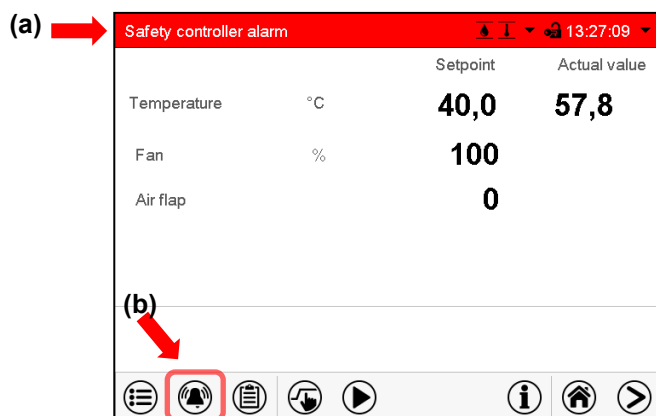 (a)
Safety controller alarm 13:27:09
Setpoint Actual value
Temperature °C 40,0 57,8
Fan % 100
Air flap 0
(b)